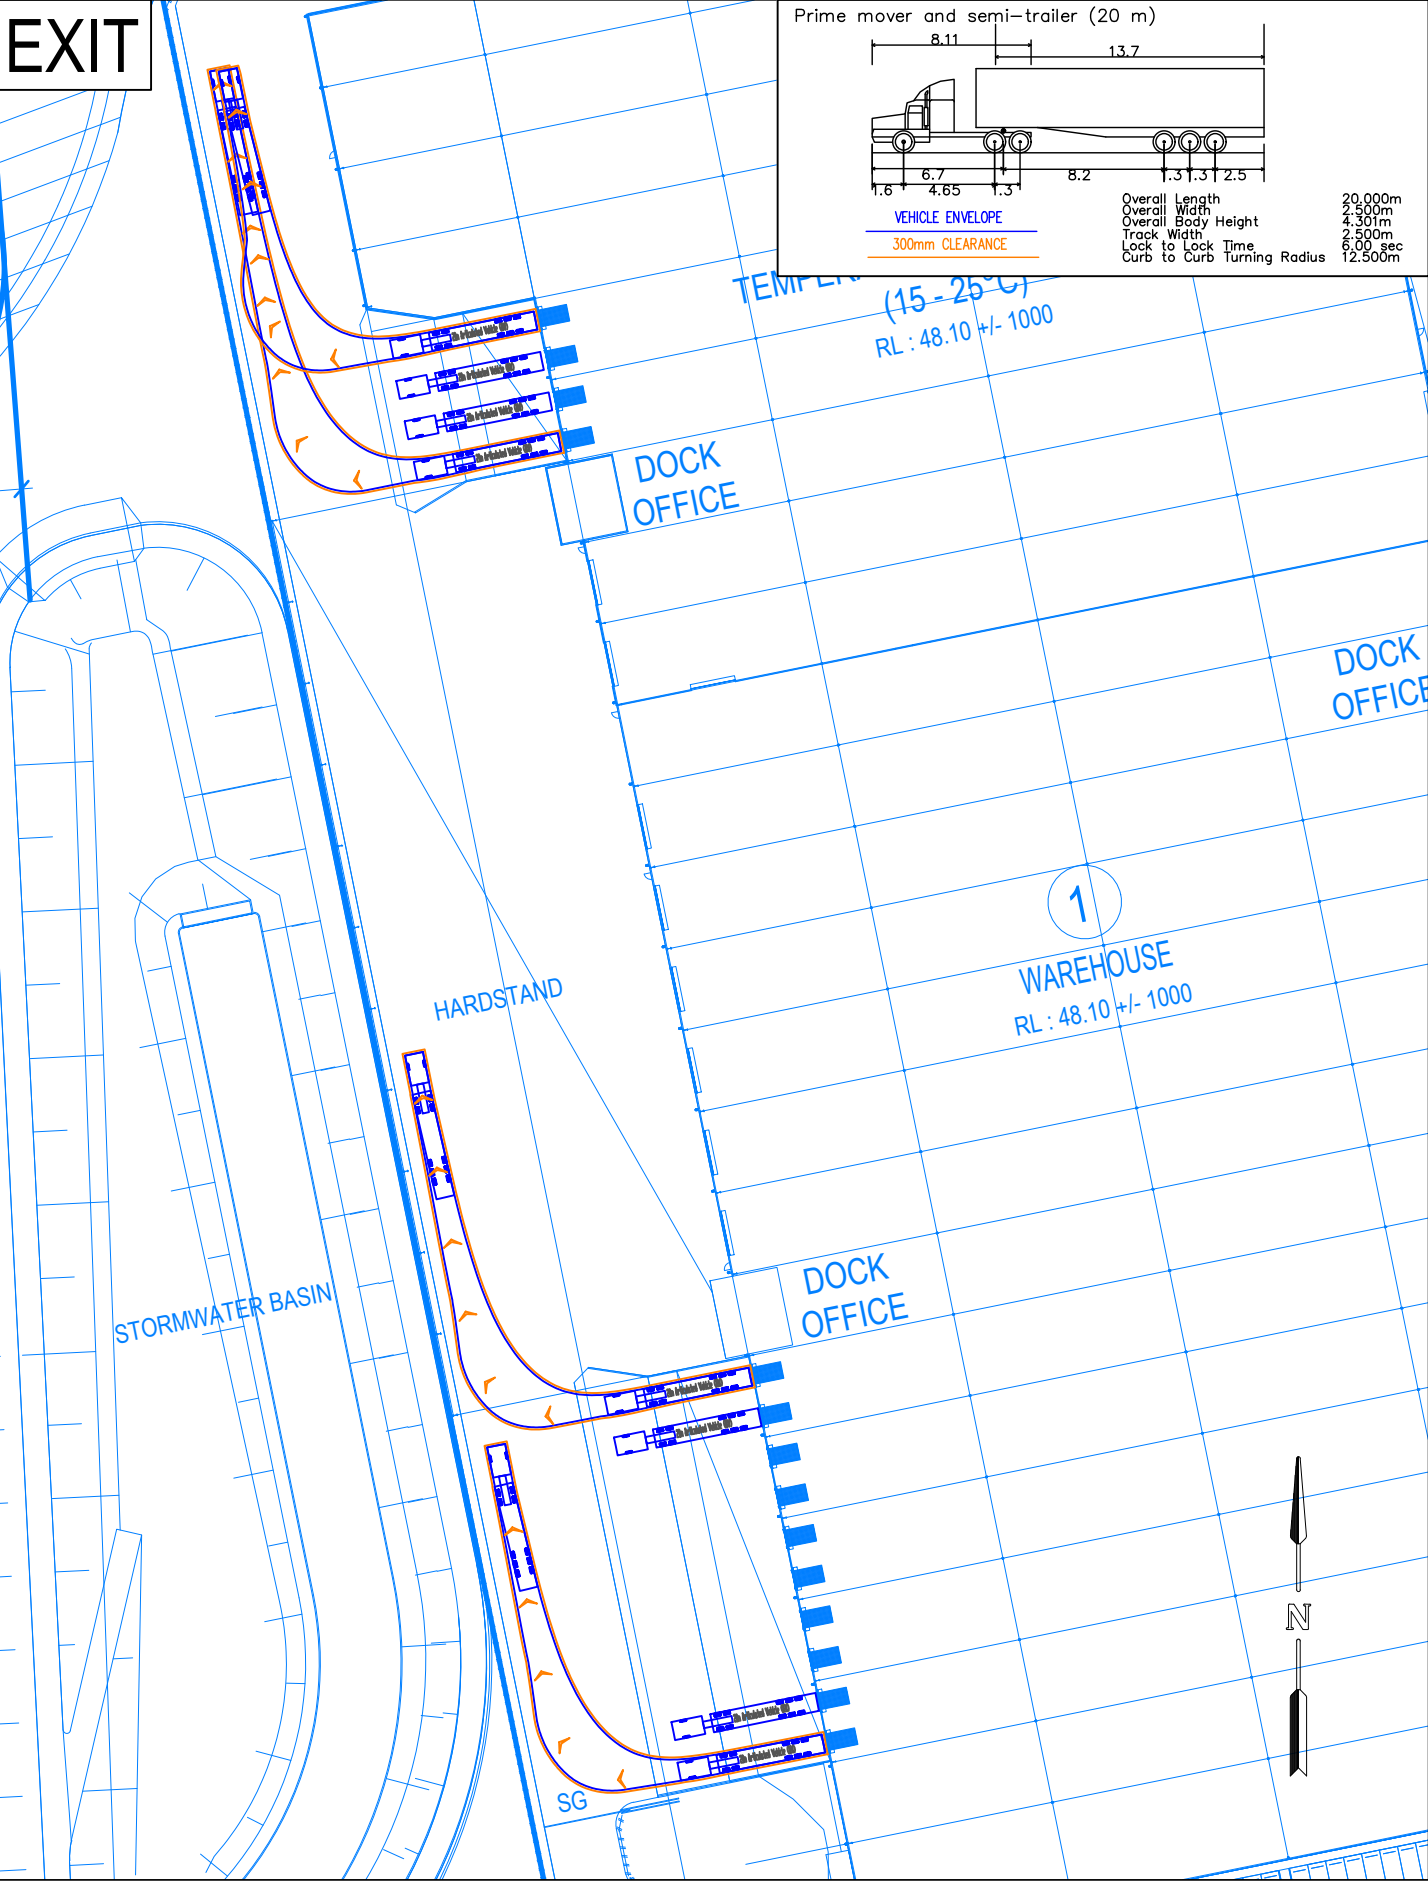 EXIT
Prime mover and semi-trailer (20 m)
8.11
13.7
6.7
8.2
1.3
1.3
2.5
1.6
4.65
1.3
VEHICLE ENVELOPE
300mm CLEARANCE
Overall Length 20.000m
Overall Width 2.500m
Overall Body Height 4.301m
Track Width 2.500m
Lock to Lock Time 6.00 sec
Curb to Curb Turning Radius 12.500m
(15 - 25°C)
RL : 48.10 +/- 1000
DOCK
OFFICE
DOCK
OFFICE
1
WAREHOUSE
RL : 48.10 +/- 1000
HARDSTAND
STORMWATER BASIN
DOCK
OFFICE
N
SG